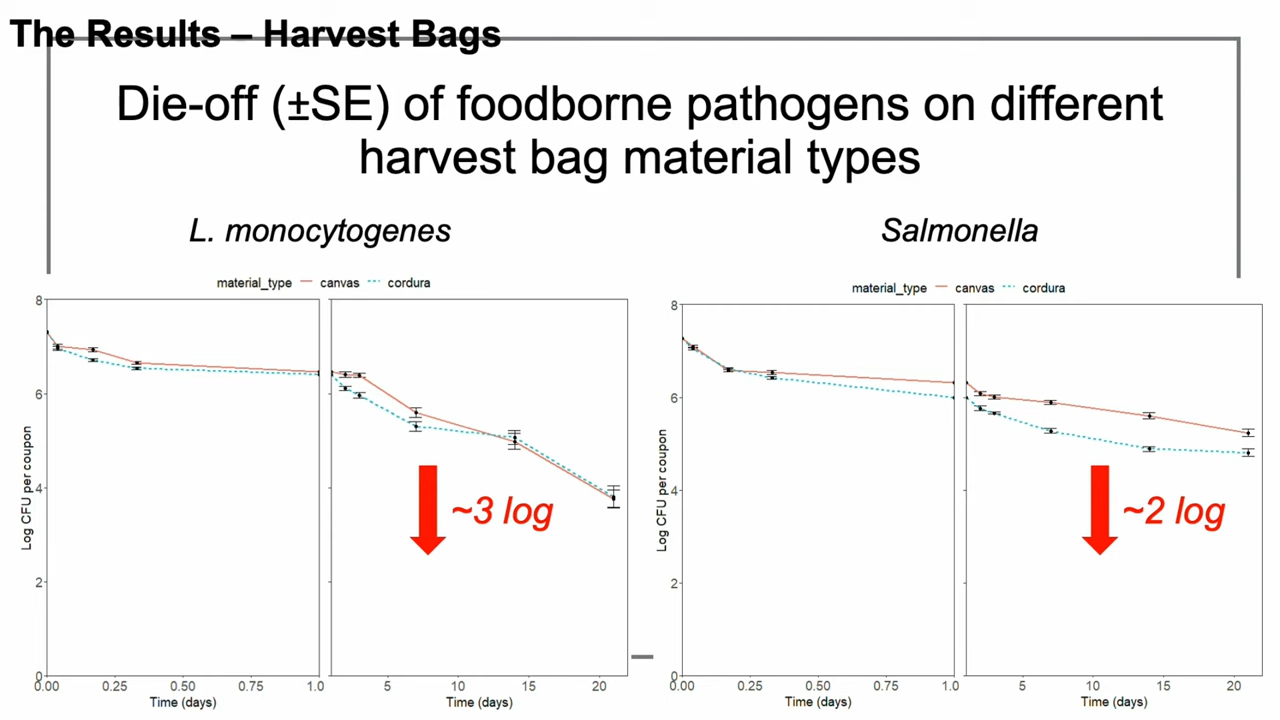 The Results – Harvest Bags
Die-off (±SE) of foodborne pathogens on different
harvest bag material types
L. monocytogenes
Salmonella
material_type canvas cordura
8
6
4
2
0
Log CFU per coupon
~3 log
0.00 0.25 0.50 0.75 1.0
5 10 15 20
Time (days)
Time (days)
material_type canvas cordura
8
6
4
2
0
Log CFU per coupon
~2 log
0.00 0.25 0.50 0.75 1.0
5 10 15 20
Time (days)
Time (days)